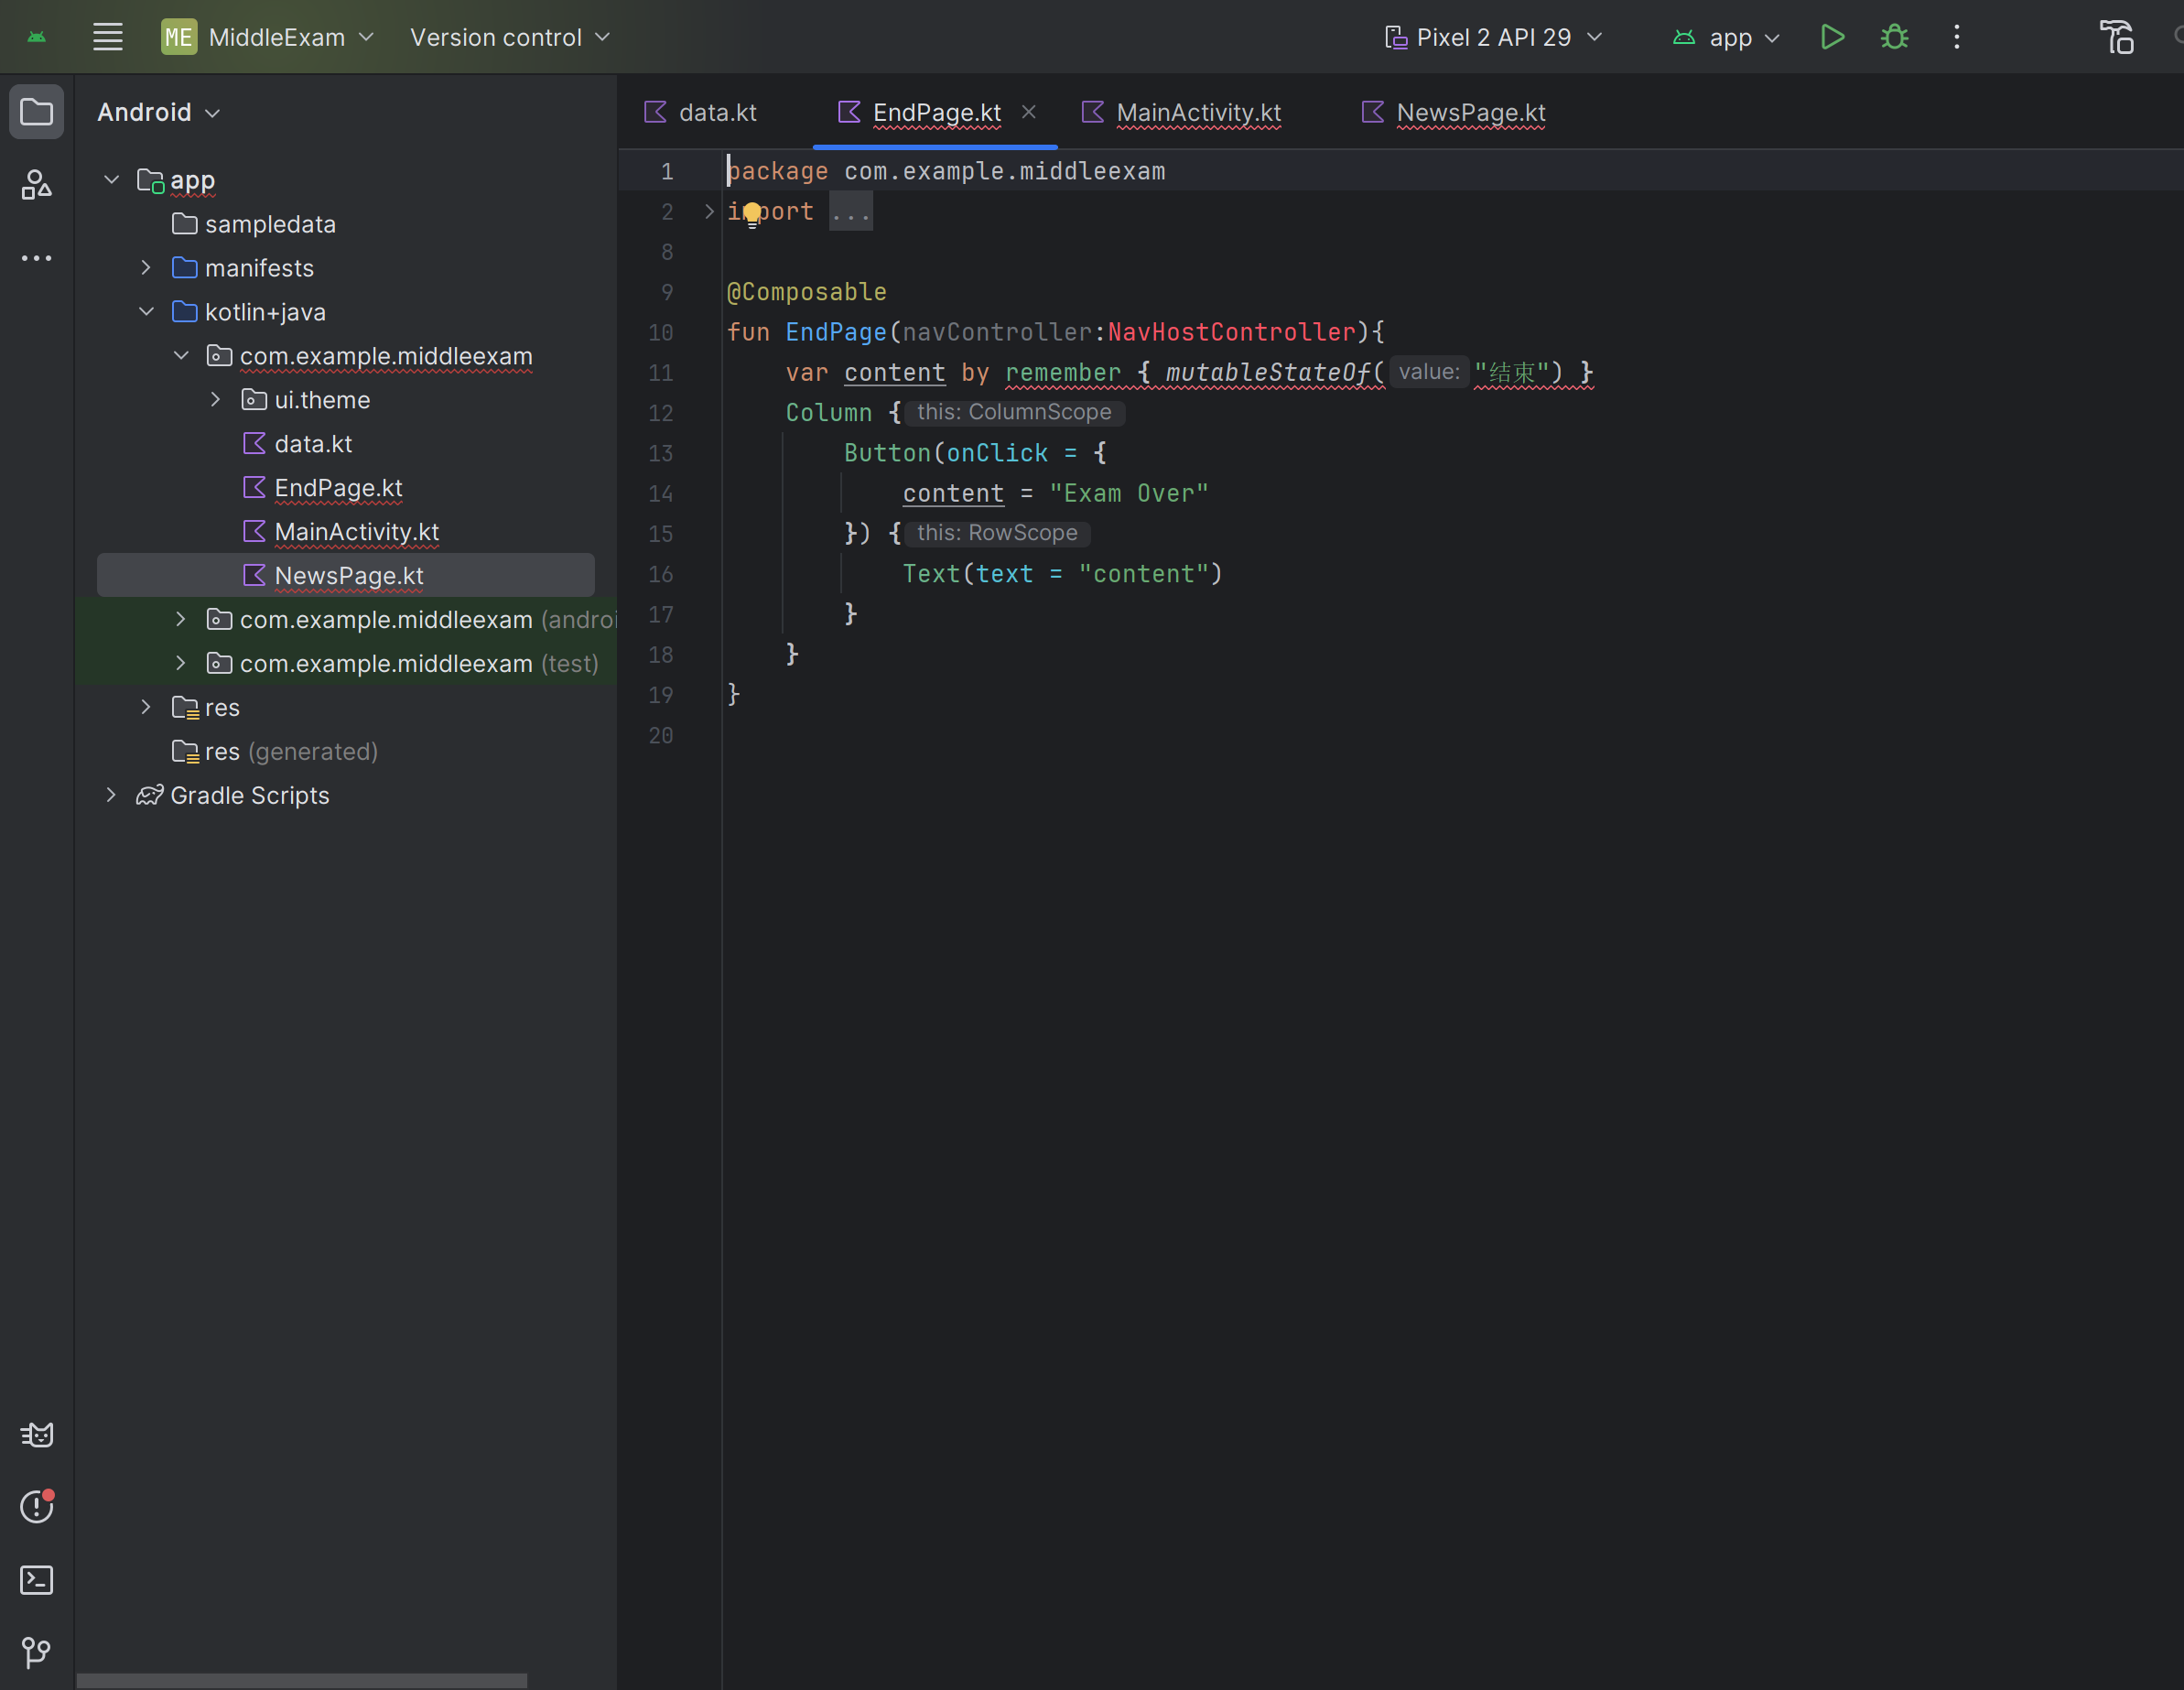 ME MiddleExam Version control Pixel 2 API 29 app
Android
app
sampledata
manifests
kotlin+java
com.example.middleexam
ui.theme
data.kt
EndPage.kt
MainActivity.kt
NewsPage.kt
com.example.middleexam (androi
com.example.middleexam (test)
res
res (generated)
Gradle Scripts
data.kt EndPage.kt MainActivity.kt NewsPage.kt
1 package com.example.middleexam
2 import ...
8
9 @Composable
10 fun EndPage(navController:NavHostController){
11 var content by remember { mutableStateOf( value: "结束") }
12 Column { this: ColumnScope
13 Button(onClick = {
14 content = "Exam Over"
15 }) { this: RowScope
16 Text(text = "content")
17 }
18 }
19 }
20